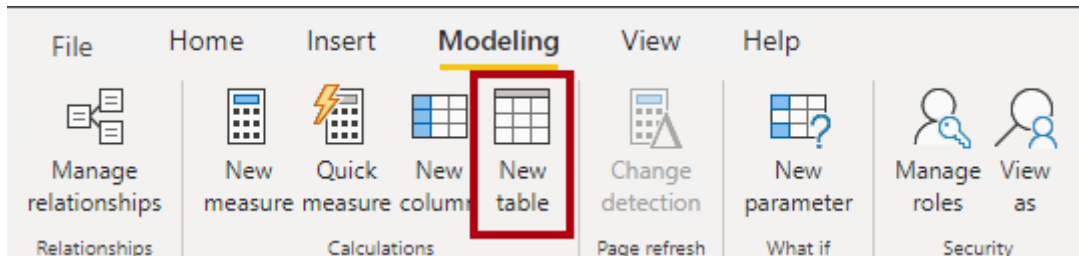 File Home Insert Modeling View Help
Manage New Quick New New Change New Manage View
relationships measure measure column table detection parameter roles as
Relationships Calculations Page refresh What if Security